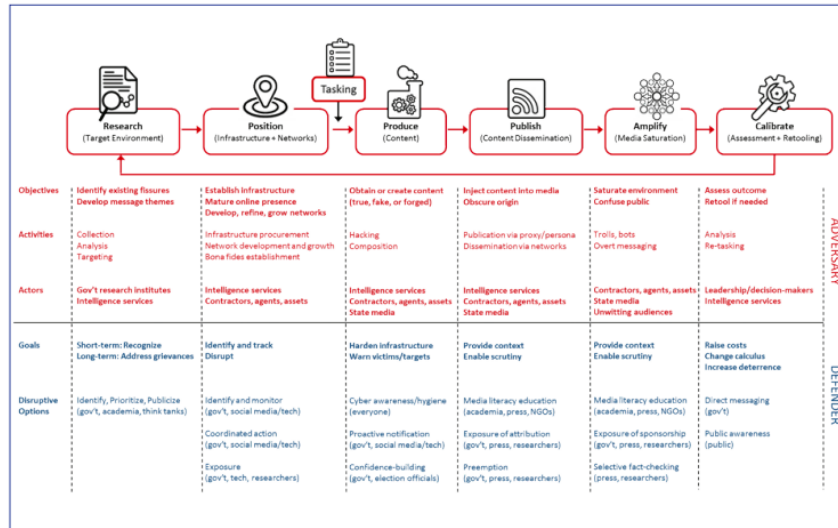 Tasking
Research
(Target Environment)
Position
(Infrastructure + Networks)
Produce
(Content)
Publish
(Content Dissemination)
Amplify
(Media Saturation)
Calibrate
(Assessment + Retooling)
ADVERSARY
Objectives
Identify existing fissures
Develop message themes
Establish infrastructure
Mature online presence
Develop, refine, grow networks
Obtain or create content
(true, fake, or forged)
Inject content into media
Obscure origin
Saturate environment
Confuse public
Assess outcome
Retool if needed
Activities
Collection
Analysis
Targeting
Infrastructure procurement
Network development and growth
Bona fides establishment
Hacking
Composition
Publication via proxy/persona
Dissemination via networks
Trolls, bots
Overt messaging
Analysis
Re-tasking
Actors
Gov't research institutes
Intelligence services
Intelligence services
Contractors, agents, assets
Intelligence services
Contractors, agents, assets
State media
Intelligence services
Contractors, agents, assets
State media
Contractors, agents, assets
State media
Unwitting audiences
Leadership/decision-makers
Intelligence services
DEFENDER
Goals
Short-term: Recognize
Long-term: Address grievances
Identify and track
Disrupt
Harden infrastructure
Warn victims/targets
Provide context
Enable scrutiny
Provide context
Enable scrutiny
Raise costs
Change calculus
Increase deterrence
Disruptive
Options
Identify, Prioritize, Publicize
(gov't, academia, think tanks)
Identify and monitor
(gov't, social media/tech)
Coordinated action
(gov't, social media/tech)
Exposure
(gov't, tech, researchers)
Cyber awareness/hygiene
(everyone)
Proactive notification
(gov't, social media/tech)
Confidence-building
(gov't, election officials)
Media literacy education
(academia, press, NGOs)
Exposure of attribution
(gov't, press, researchers)
Preemption
(gov't, press, researchers)
Media literacy education
(academia, press, NGOs)
Exposure of sponsorship
(gov't, press, researchers)
Selective fact-checking
(press, researchers)
Direct messaging
(gov't)
Public awareness
(public)